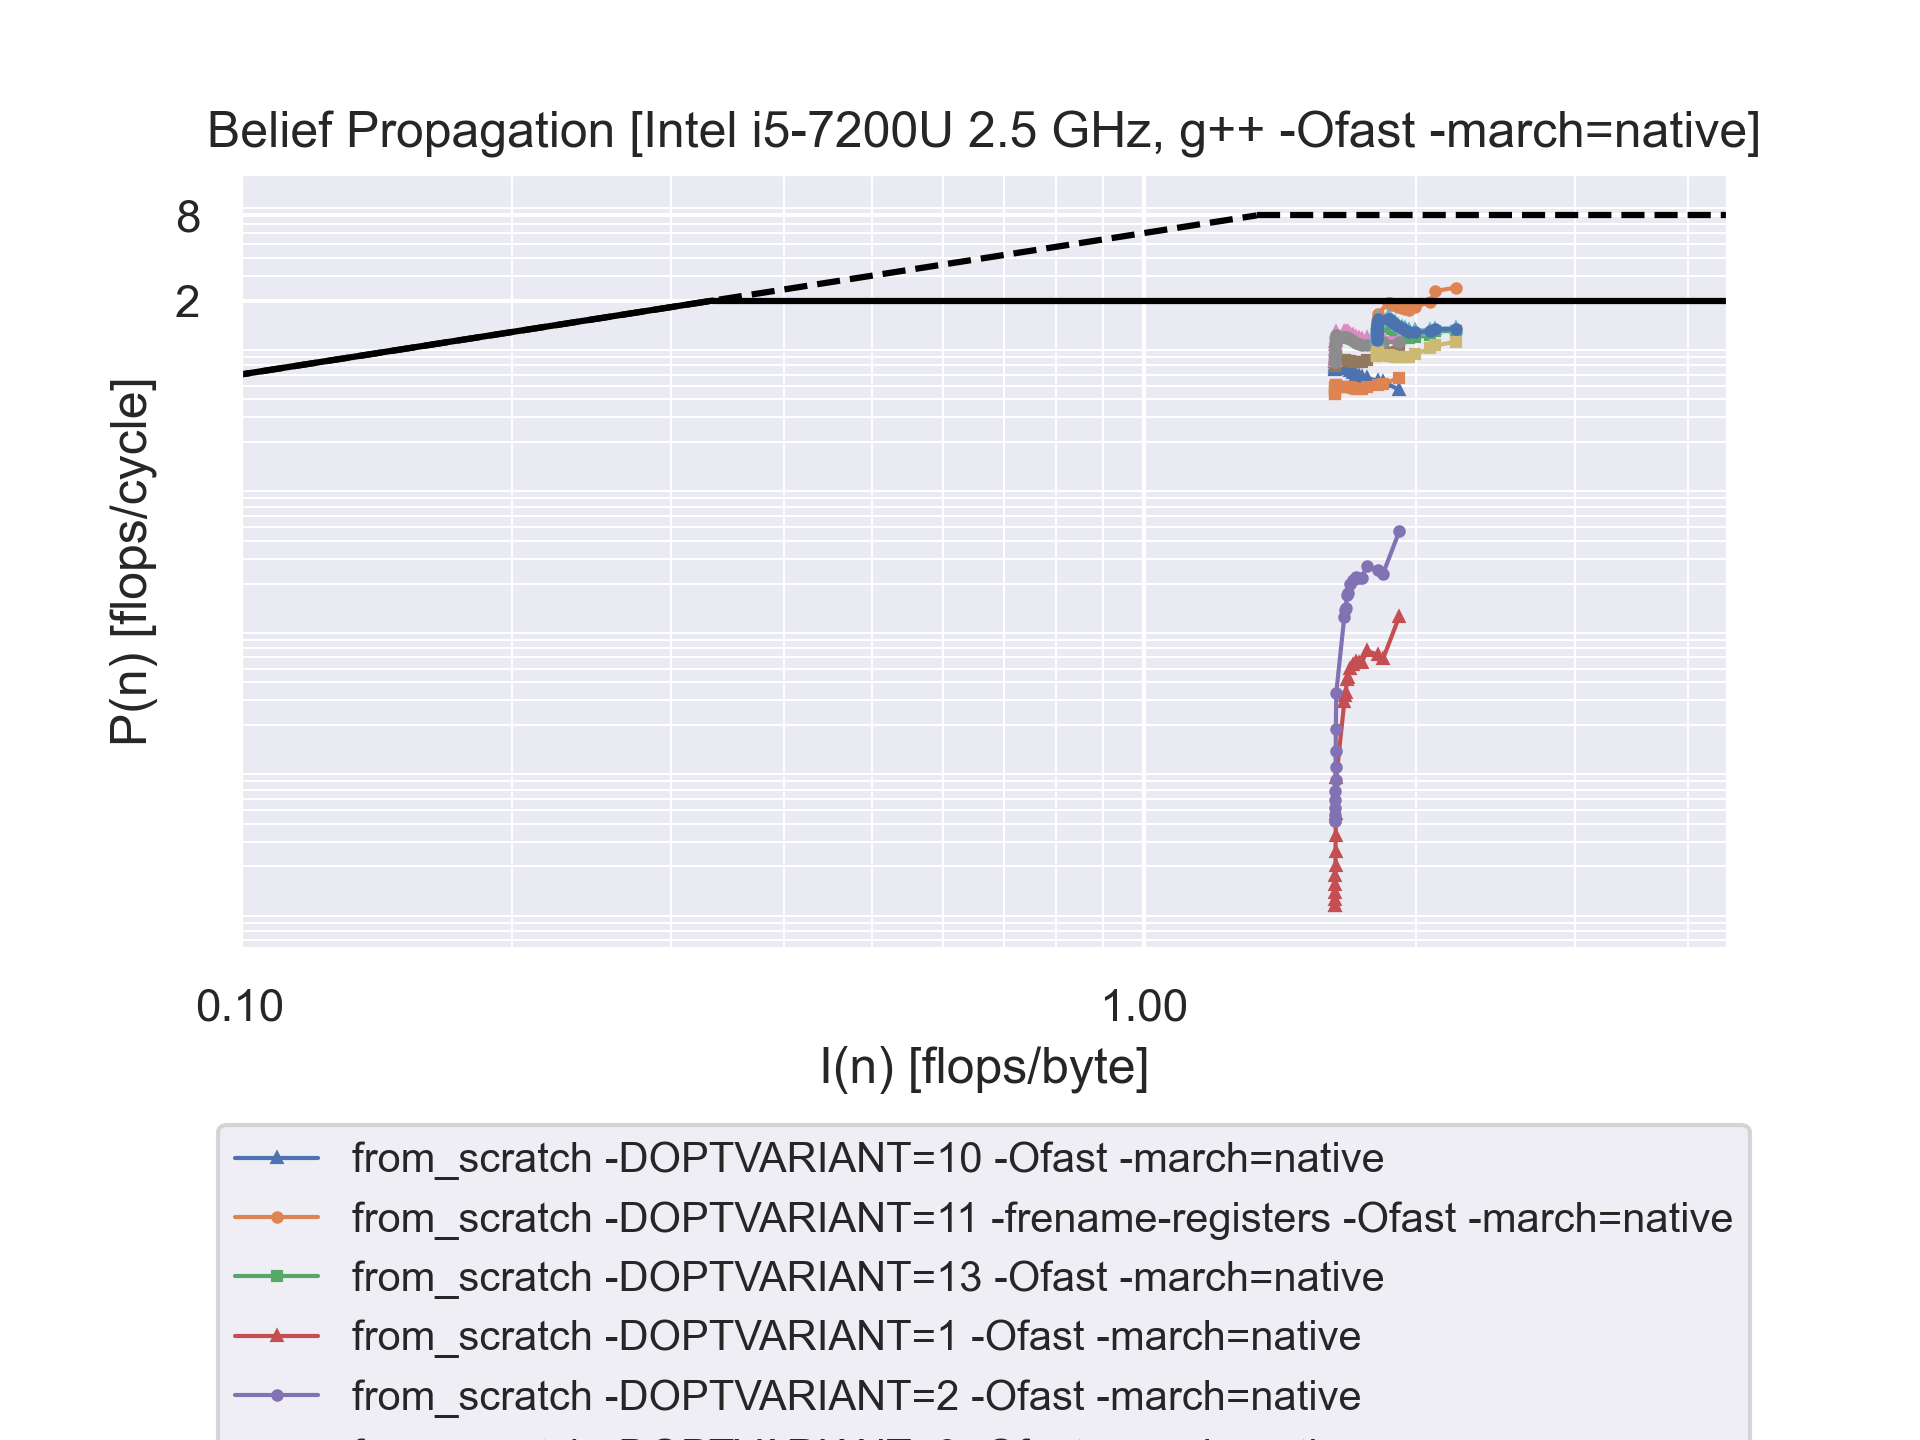 Belief Propagation [Intel i5-7200U 2.5 GHz, g++ -Ofast -march=native]
8
2
P(n) [flops/cycle]
0.10
1.00
I(n) [flops/byte]
from_scratch -DOPTVARIANT=10 -Ofast -march=native
from_scratch -DOPTVARIANT=11 -frename-registers -Ofast -march=native
from_scratch -DOPTVARIANT=13 -Ofast -march=native
from_scratch -DOPTVARIANT=1 -Ofast -march=native
from_scratch -DOPTVARIANT=2 -Ofast -march=native